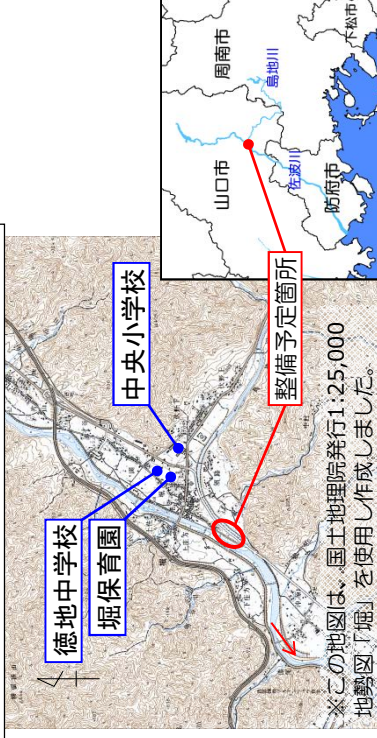 徳地中学校
堀保育園
中央小学校
整備予定箇所
※この地図は、国土地理院発行1:25,000
地勢図「堀」を使用し作成しました。
山口市
周南市
島地川
佐波川
防府市
下松市